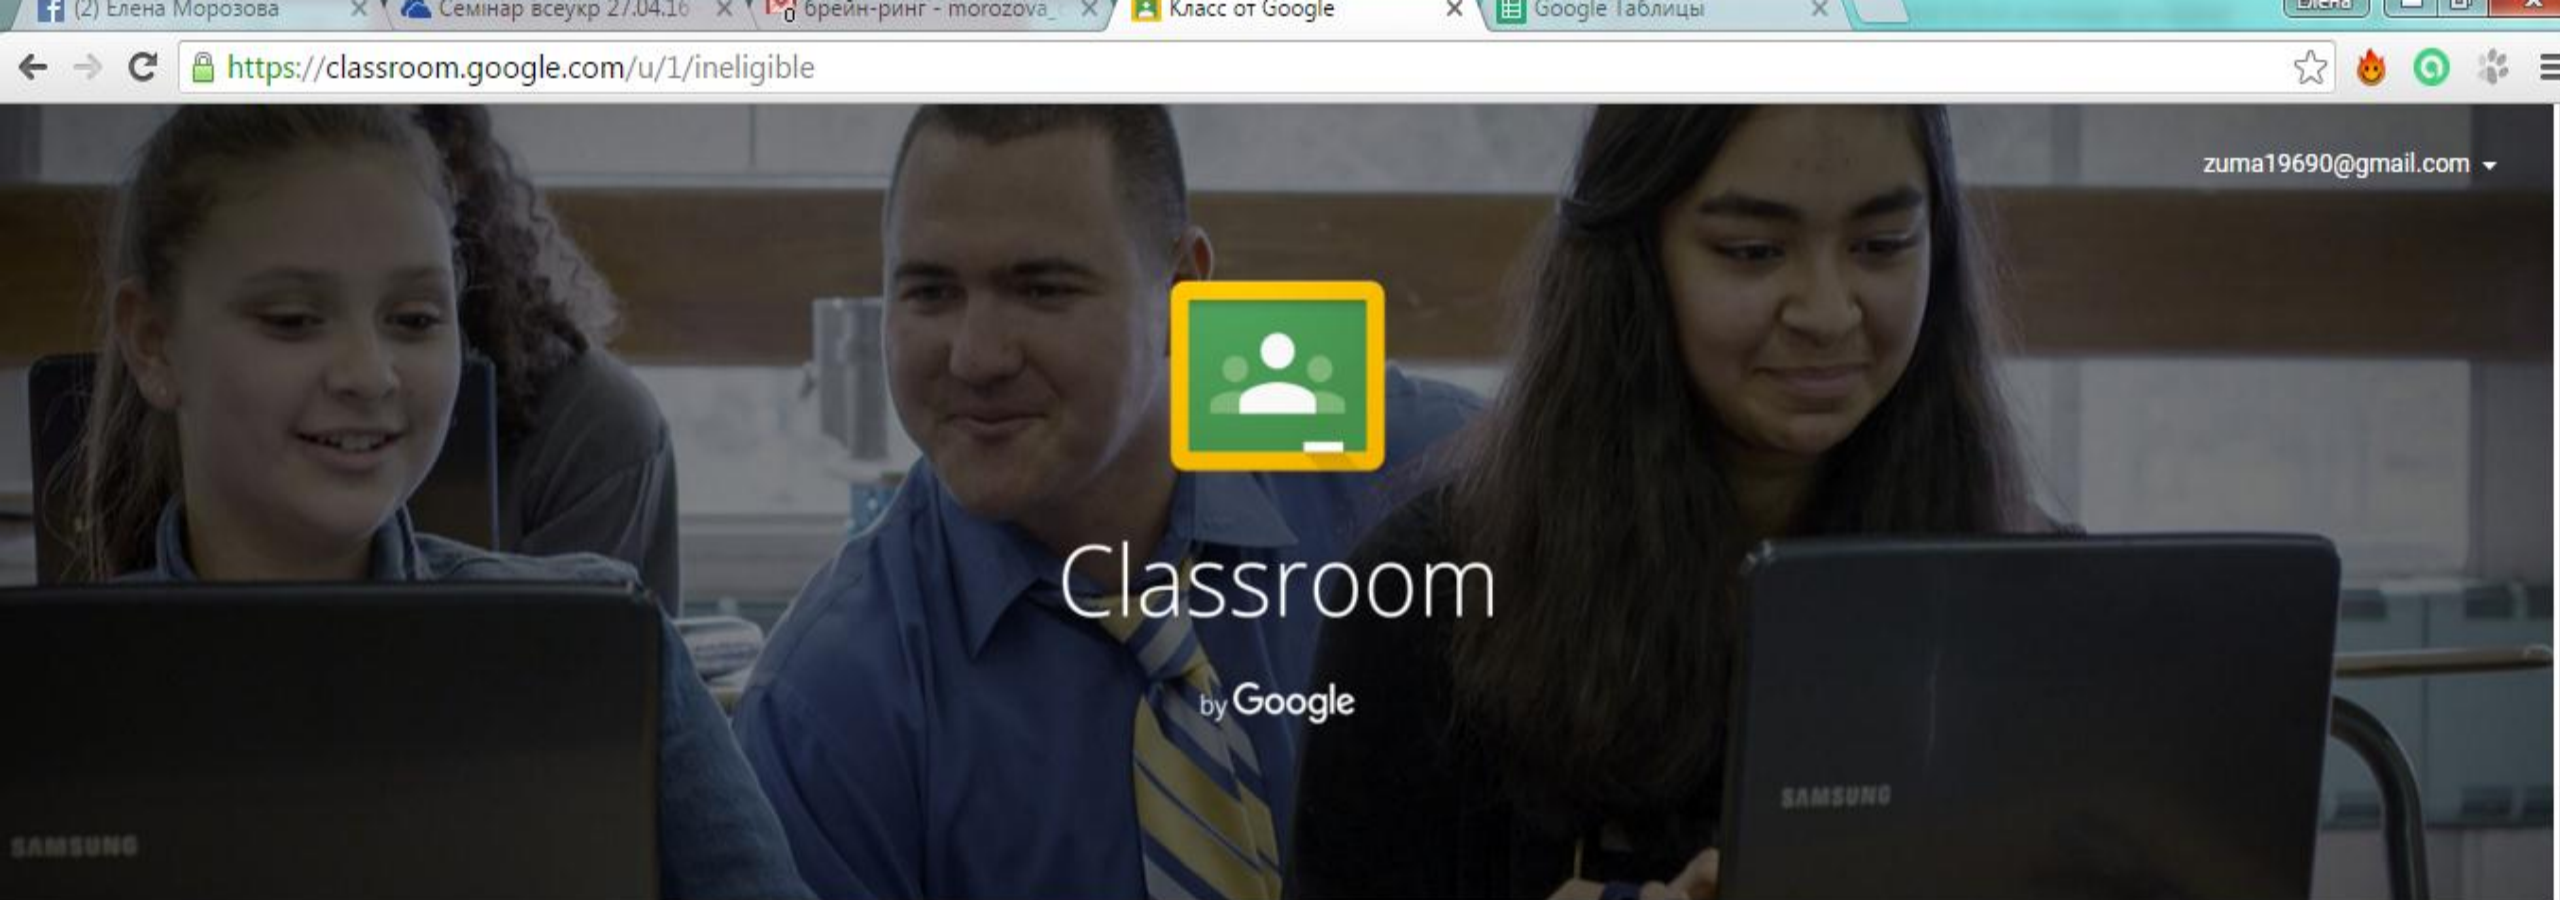 (2) Елена Морозова
Семінар всеукр 27.04.16
брейн-ринг - morozova_
Класс от Google
Google Таблицы
Елена
https://classroom.google.com/u/1/ineligible
zuma19690@gmail.com
Classroom
by Google
SAMSUNG
SAMSUNG